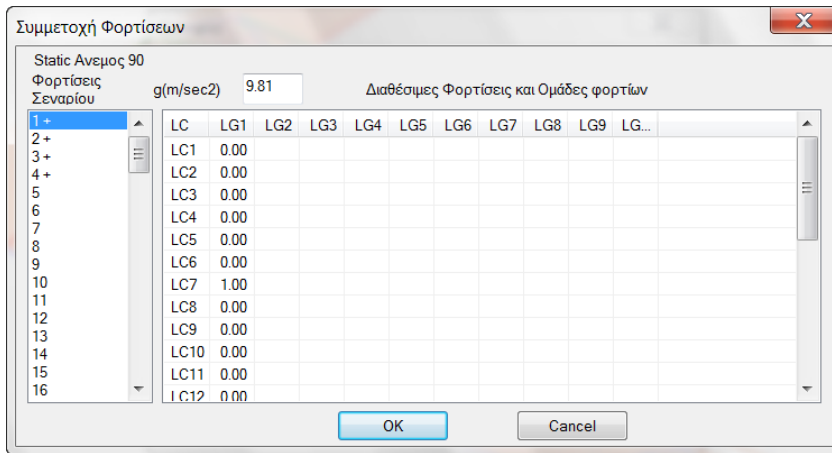 Συμμετοχή Φορτίσεων
Static Ανεμος 90
Φορτίσεις Σεναρίου
g(m/sec2) 9.81
Διαθέσιμες Φορτίσεις και Ομάδες φορτίων
1 +
2 +
3 +
4 +
5
6
7
8
9
10
11
12
13
14
15
16
LC LG1 LG2 LG3 LG4 LG5 LG6 LG7 LG8 LG9 LG...
LC1 0.00
LC2 0.00
LC3 0.00
LC4 0.00
LC5 0.00
LC6 0.00
LC7 1.00
LC8 0.00
LC9 0.00
LC10 0.00
LC11 0.00
LC12 0.00
OK Cancel